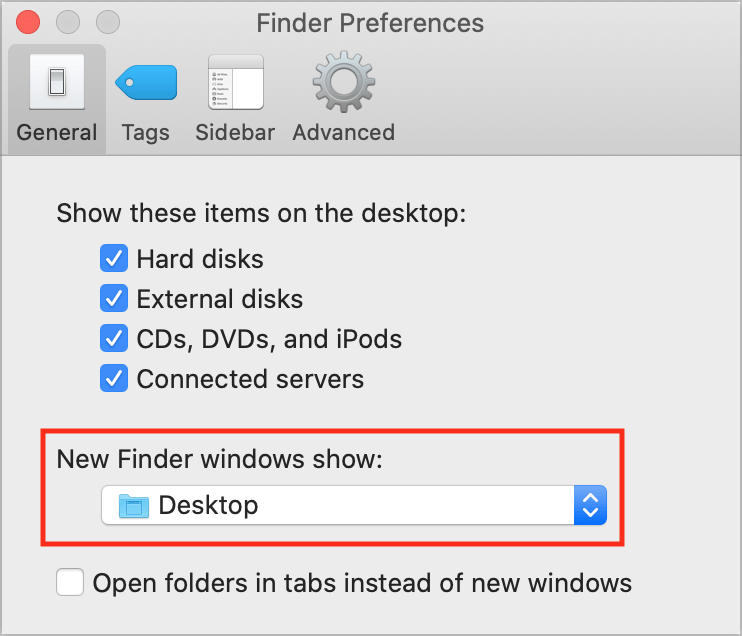 Finder Preferences
General Tags Sidebar Advanced
Show these items on the desktop:
Hard disks
External disks
CDs, DVDs, and iPods
Connected servers
New Finder windows show:
Desktop
Open folders in tabs instead of new windows